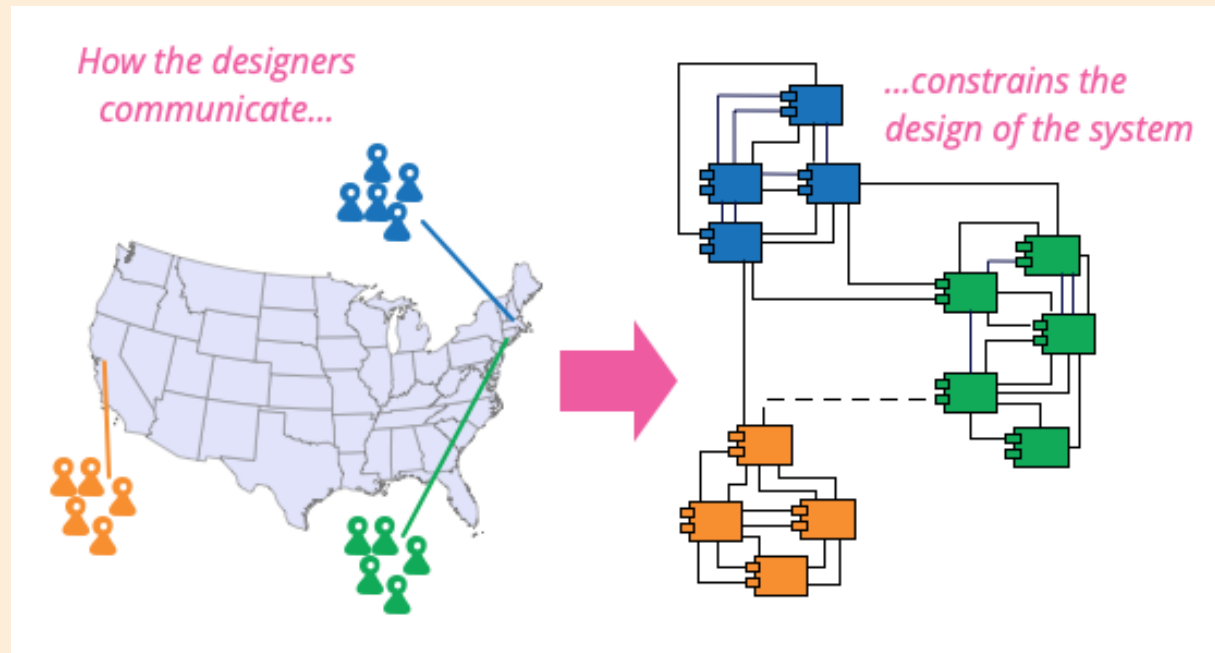 How the designers
communicate...
...constrains the
design of the system